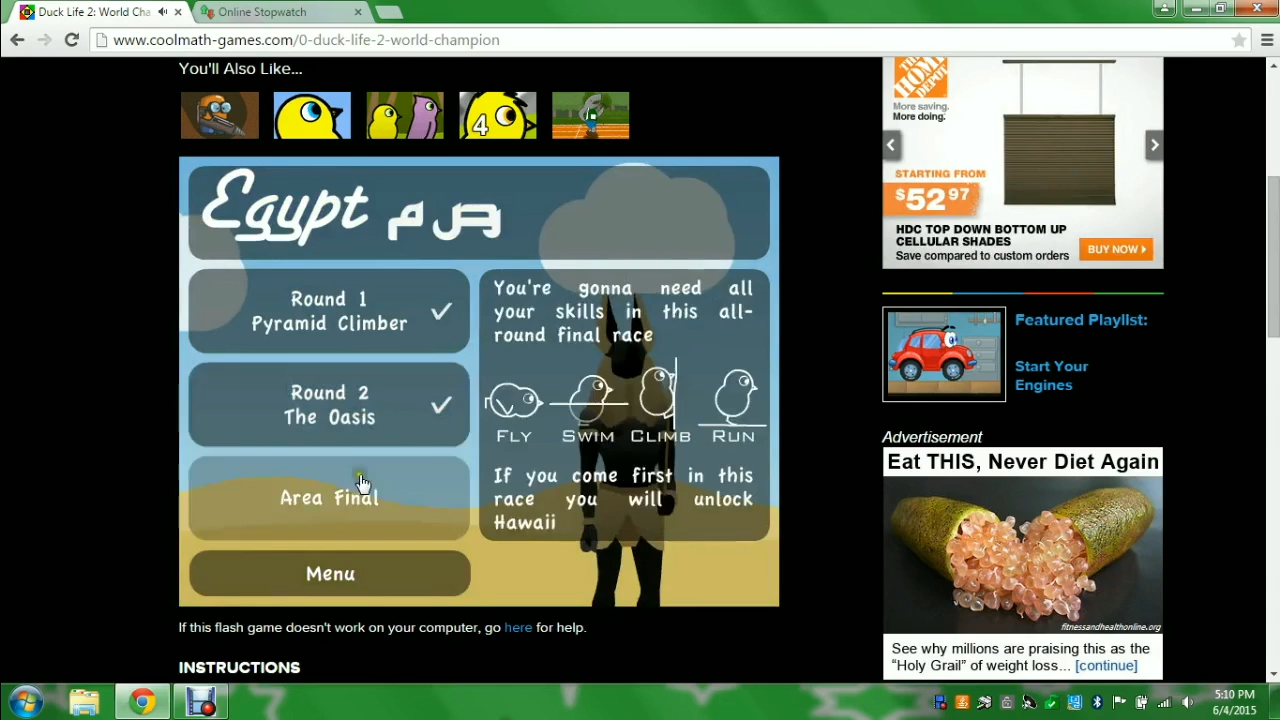 Duck Life 2: World Cha
Online Stopwatch
www.coolmath-games.com/0-duck-life-2-world-champion
You'll Also Like...
4
Egypt مصر
Round 1
Pyramid Climber
Round 2
The Oasis
Area Final
Menu
You're gonna need all
your skills in this all-
round final race
FLY SWIM CLIMB RUN
If you come first in this
race you will unlock
Hawaii
If this flash game doesn't work on your computer, go here for help.
INSTRUCTIONS
THE HOME DEPOT
More saving.
More doing.
STARTING FROM
$52 97
HDC TOP DOWN BOTTOM UP
CELLULAR SHADES
Save compared to custom orders
BUY NOW
Featured Playlist:
Start Your
Engines
Advertisement
Eat THIS, Never Diet Again
fitnessandhealthonline.org
See why millions are praising this as the
“Holy Grail” of weight loss... [continue]
5:10 PM
6/4/2015